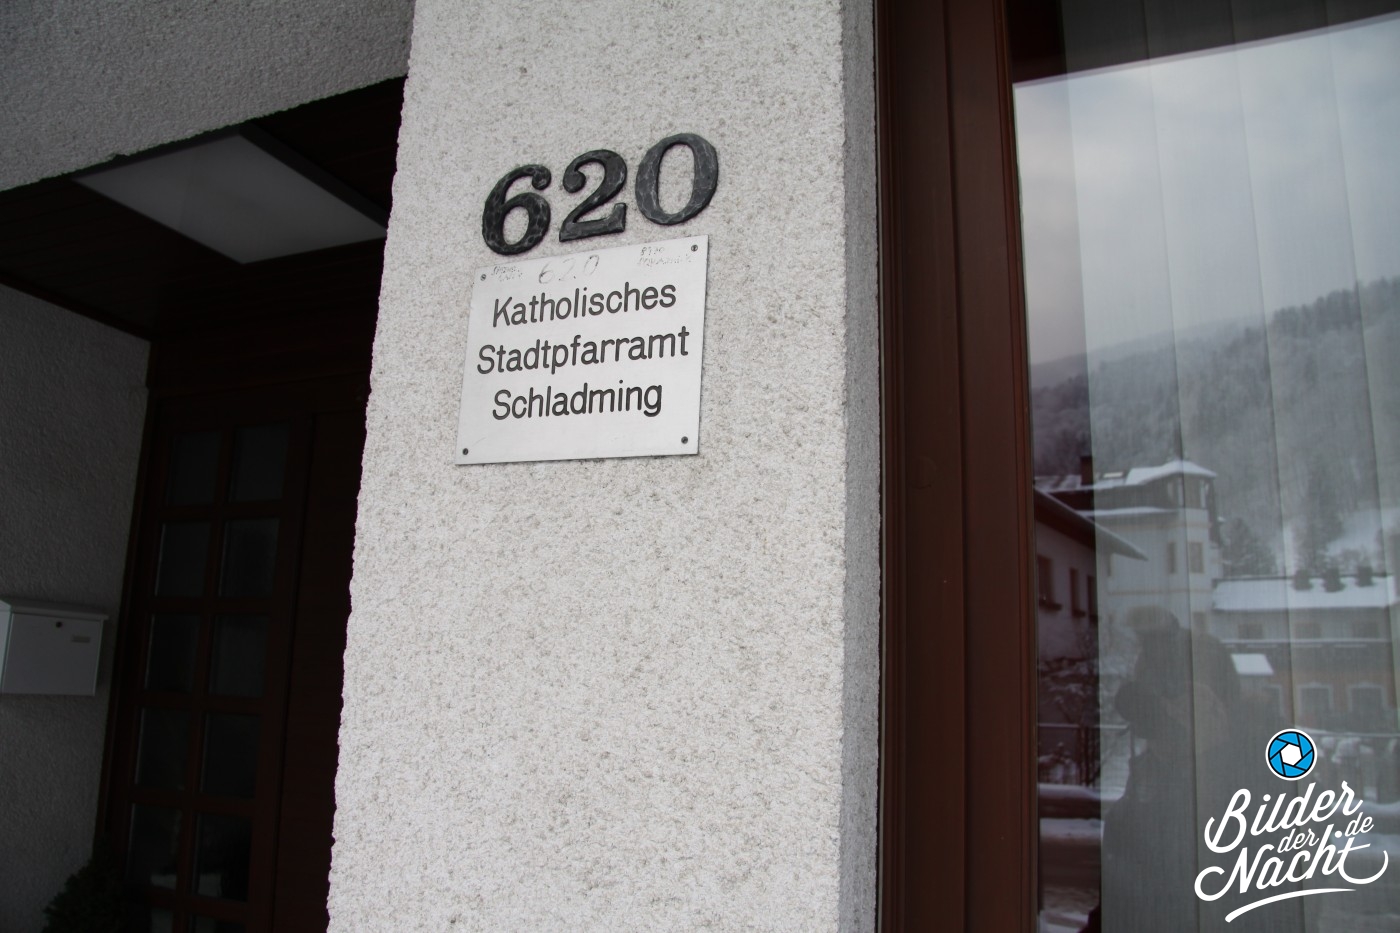 620
620
Katholisches
Stadtpfarramt
Schladming
Bilder
der
Nacht
.de